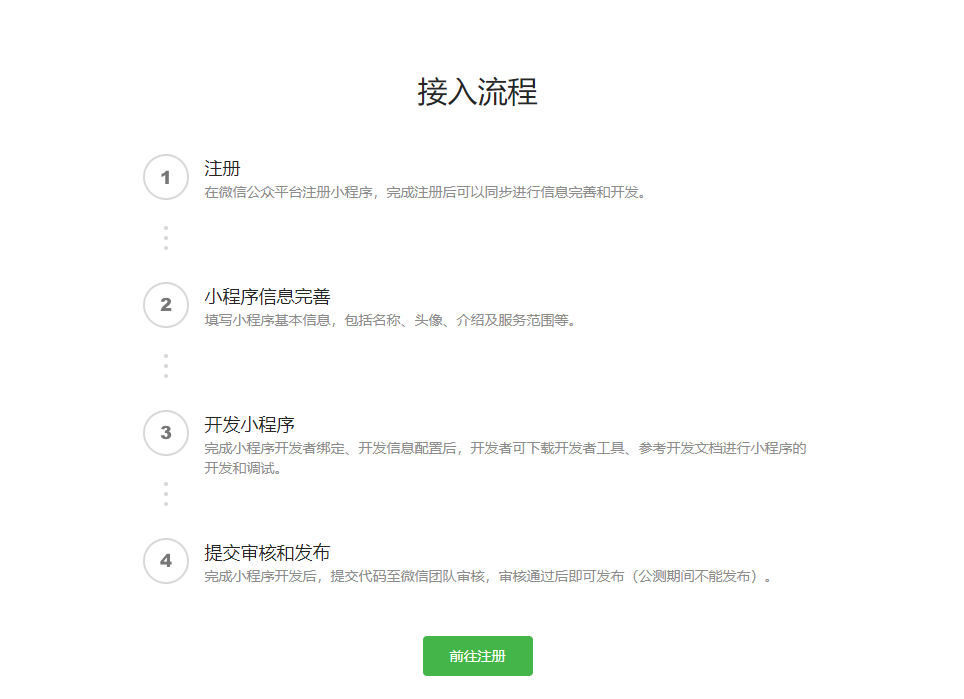 接入流程
1
注册
在微信公众平台注册小程序，完成注册后可以同步进行信息完善和开发。
2
小程序信息完善
填写小程序基本信息，包括名称、头像、介绍及服务范围等。
3
开发小程序
完成小程序开发者绑定、开发信息配置后，开发者可下载开发者工具、参考开发文档进行小程序的
开发和调试。
4
提交审核和发布
完成小程序开发后，提交代码至微信团队审核，审核通过后即可发布（公测期间不能发布）。
前往注册